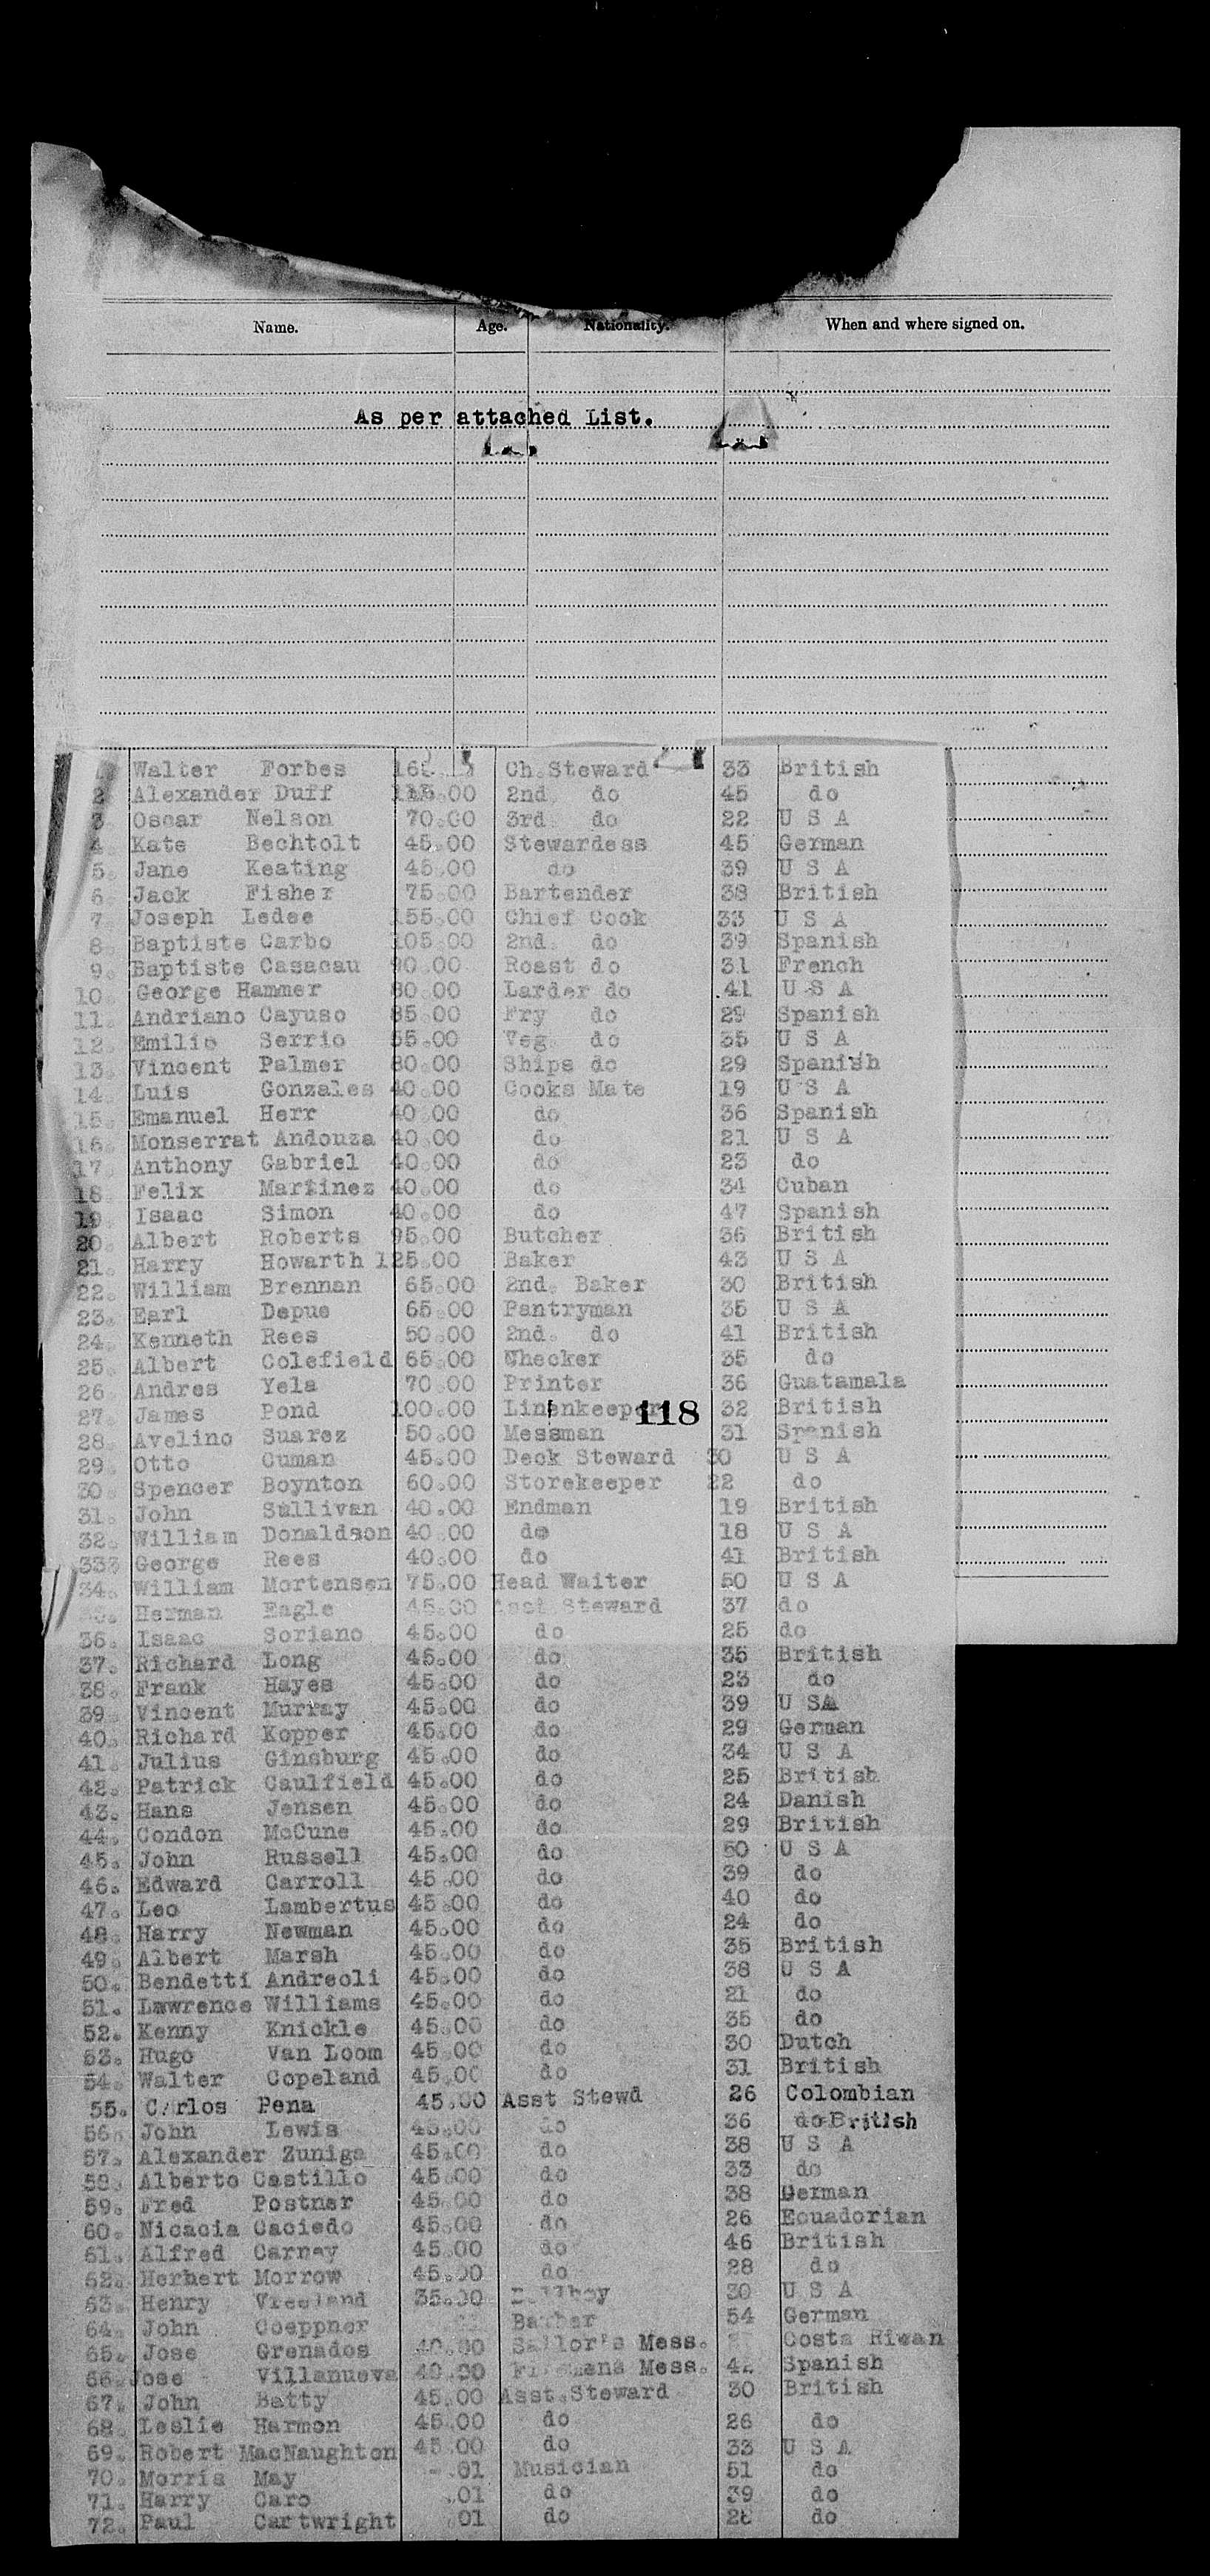 Name. Age. Nationality. When and where signed on.
As per attached List.
Walter Forbes Ch. Steward 33 British
2. Alexander Duff 115.00 2nd. do 45 do
3. Oscar Nelson 70.00 3rd. do 22 U S A
4. Kate Bechtolt 45.00 Stewardess 45 German
5. Jane Keating 45.00 do 39 U S A
6. Jack Fisher 75.00 Bartender 38 British
7. Joseph Ledee 155.00 Chief Cook 33 U S A
8. Baptiste Carbo 105.00 2nd. do 39 Spanish
9. Baptiste Casacau 90.00 Roast do 31 French
10. George Hammer 80.00 Larder do 41 U S A
11. Andriano Cayuso 85.00 Fry do 29 Spanish
12. Emilio Serrio 55.00 Veg. do 35 U S A
13. Vincent Palmer 80.00 Ships do 29 Spanish
14. Luis Gonzales 40.00 Cooks Mate 19 U S A
15. Emanuel Herr 40.00 do 36 Spanish
16. Monserrat Andouza 40.00 do 21 U S A
17. Anthony Gabriel 40.00 do 23 do
18. Felix Martinez 40.00 do 34 Cuban
19. Isaac Simon 40.00 do 47 Spanish
20. Albert Roberts 95.00 Butcher 36 British
21. Harry Howarth 125.00 Baker 43 U S A
22. William Brennan 65.00 2nd. Baker 30 British
23. Earl Depue 65.00 Pantryman 35 U S A
24. Kenneth Rees 50.00 2nd. do 41 British
25. Albert Colefield 65.00 Checker 35 do
26. Andres Yela 70.00 Printer 36 Guatamala
27. James Pond 100.00 Linenkeeper 118 32 British
28. Avelino Suarez 50.00 Messman 31 Spanish
29. Otto Cuman 45.00 Deck Steward 30 U S A
30. Spencer Boynton 60.00 Storekeeper 22 do
31. John Sullivan 40.00 Endman 19 British
32. William Donaldson 40.00 do 18 U S A
333 George Rees 40.00 do 41 British
34. William Mortensen 75.00 Head Waiter 50 U S A
Herman Eagle 45.00 Asst Steward 37 do
36. Isaac Soriano 45.00 do 25 do
37. Richard Long 45.00 do 35 British
38. Frank Hayes 45.00 do 23 do
39. Vincent Murray 45.00 do 39 U SA
40. Richard Kopper 45.00 do 29 German
41. Julius Ginsburg 45.00 do 34 U S A
42. Patrick Caulfield 45.00 do 25 British
43. Hans Jensen 45.00 do 24 Danish
44. Condon McCune 45.00 do 29 British
45. John Russell 45.00 do 50 U S A
46. Edward Carroll 45.00 do 39 do
47. Leo Lambertus 45.00 do 40 do
48. Harry Newman 45.00 do 24 do
49. Albert Marsh 45.00 do 35 British
50. Bendetti Andreoli 45.00 do 38 U S A
51. Lawrence Williams 45.00 do 21 do
52. Kenny Knickle 45.00 do 35 do
53. Hugo Van Loom 45.00 do 30 Dutch
54. Walter Copeland 45.00 do 31 British
55. Carlos Pena 45.00 Asst Stewd 26 Colombian
56. John Lewis 45.00 do 36 do British
57. Alexander Zuniga 45.00 do 38 U S A
58. Alberto Castillo 45.00 do 33 do
59. Fred Postner 45.00 do 38 German
60. Nicacia Caciedo 45.00 do 26 Ecuadorian
61. Alfred Carney 45.00 do 46 British
62. Herbert Morrow 45.00 do 28 do
63. Henry Vreeland 35.00 Bellboy 30 U S A
64. John Goeppner Barber 54 German
65. Jose Grenados 40.00 Sailor's Mess. Costa Rican
66. Jose Villanueva 40.00 Firemans Mess. Spanish
67. John Batty 45.00 Asst.Steward 30 British
68. Leslie Harmon 45.00 do 26 do
69. Robert MacNaughton 45.00 do 33 U S A
70. Morris May .01 Musician 51 do
71. Harry Caro .01 do 39 do
72. Paul Cartwright .01 do do